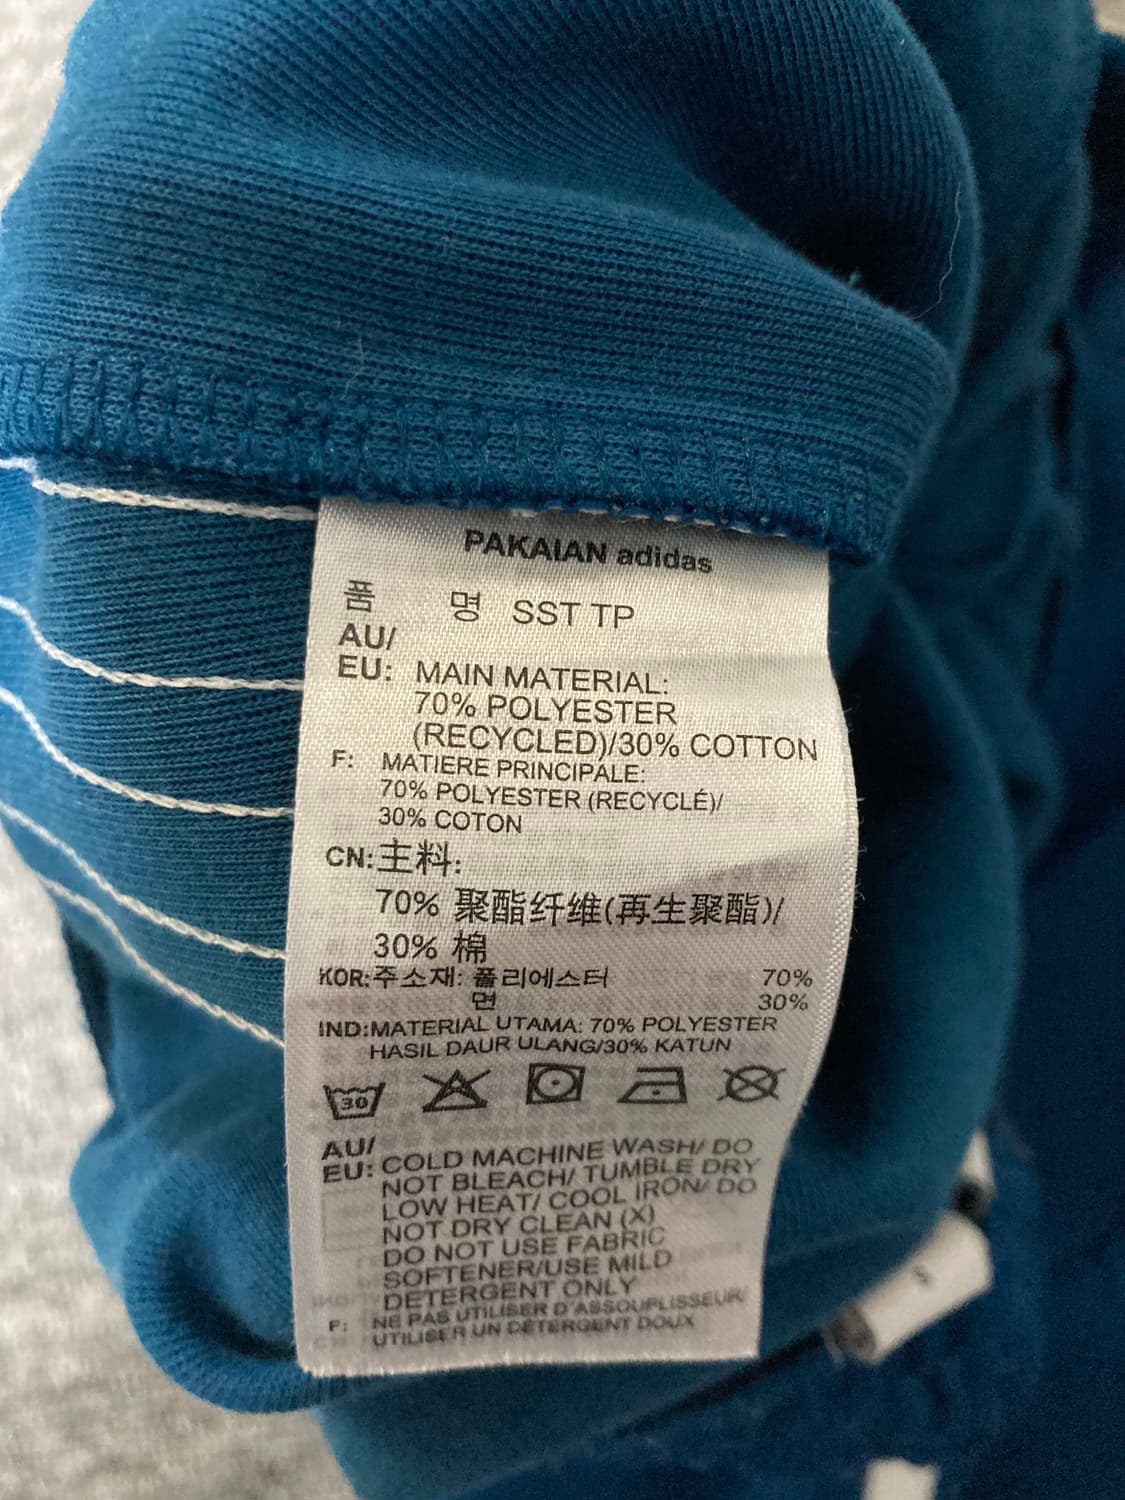 PAKAIAN adidas
품 명 SST TP
AU/
EU: MAIN MATERIAL:
70% POLYESTER
(RECYCLED)/30% COTTON
F: MATIERE PRINCIPALE:
70% POLYESTER (RECYCLÉ)/
30% COTON
CN:主料:
70% 聚酯纤维(再生聚酯)/
30% 棉
KOR:주소재: 폴리에스터 70%
면 30%
IND:MATERIAL UTAMA: 70% POLYESTER
HASIL DAUR ULANG/30% KATUN
30
AU/
EU: COLD MACHINE WASH/ DO
NOT BLEACH/ TUMBLE DRY
LOW HEAT/ COOL IRON/ DO
NOT DRY CLEAN (X)
DO NOT USE FABRIC
SOFTENER/USE MILD
DETERGENT ONLY
F: NE PAS UTILISER D'ASSOUPLISSEUR/
UTILISER UN DÉTERGENT DOUX